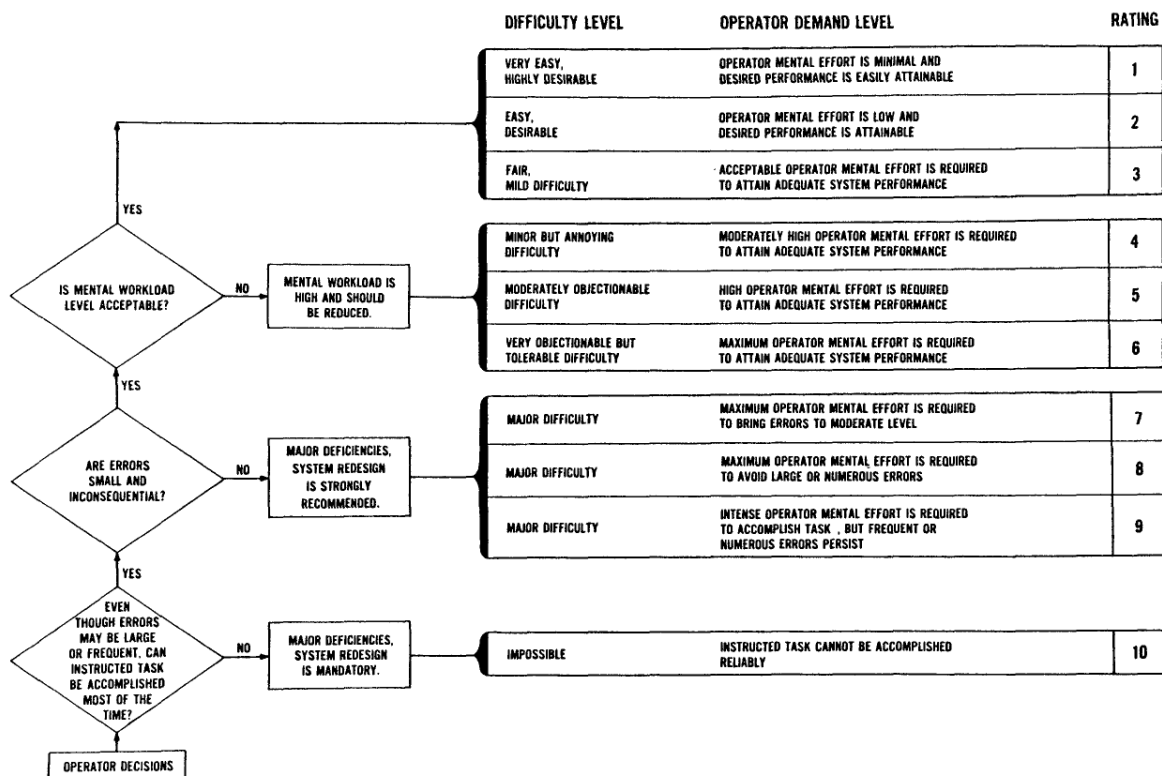 DIFFICULTY LEVEL OPERATOR DEMAND LEVEL RATING
VERY EASY, OPERATOR MENTAL EFFORT IS MINIMAL AND
HIGHLY DESIRABLE DESIRED PERFORMANCE IS EASILY ATTAINABLE
1
EASY, OPERATOR MENTAL EFFORT IS LOW AND
DESIRABLE DESIRED PERFORMANCE IS ATTAINABLE
2
FAIR, ACCEPTABLE OPERATOR MENTAL EFFORT IS REQUIRED
MILD DIFFICULTY TO ATTAIN ADEQUATE SYSTEM PERFORMANCE
3
YES
IS MENTAL WORKLOAD
LEVEL ACCEPTABLE?
NO
MENTAL WORKLOAD IS
HIGH AND SHOULD
BE REDUCED.
MINOR BUT ANNOYING MODERATELY HIGH OPERATOR MENTAL EFFORT IS REQUIRED
DIFFICULTY TO ATTAIN ADEQUATE SYSTEM PERFORMANCE
4
MODERATELY OBJECTIONABLE HIGH OPERATOR MENTAL EFFORT IS REQUIRED
DIFFICULTY TO ATTAIN ADEQUATE SYSTEM PERFORMANCE
5
VERY OBJECTIONABLE BUT MAXIMUM OPERATOR MENTAL EFFORT IS REQUIRED
TOLERABLE DIFFICULTY TO ATTAIN ADEQUATE SYSTEM PERFORMANCE
6
YES
ARE ERRORS
SMALL AND
INCONSEQUENTIAL?
NO
MAJOR DEFICIENCIES,
SYSTEM REDESIGN
IS STRONGLY
RECOMMENDED.
MAJOR DIFFICULTY
MAXIMUM OPERATOR MENTAL EFFORT IS REQUIRED
TO BRING ERRORS TO MODERATE LEVEL
7
MAJOR DIFFICULTY
MAXIMUM OPERATOR MENTAL EFFORT IS REQUIRED
TO AVOID LARGE OR NUMEROUS ERRORS
8
MAJOR DIFFICULTY
INTENSE OPERATOR MENTAL EFFORT IS REQUIRED
TO ACCOMPLISH TASK , BUT FREQUENT OR
NUMEROUS ERRORS PERSIST
9
YES
EVEN
THOUGH ERRORS
MAY BE LARGE
OR FREQUENT, CAN
INSTRUCTED TASK
BE ACCOMPLISHED
MOST OF THE
TIME?
NO
MAJOR DEFICIENCIES,
SYSTEM REDESIGN
IS MANDATORY.
IMPOSSIBLE
INSTRUCTED TASK CANNOT BE ACCOMPLISHED
RELIABLY
10
OPERATOR DECISIONS